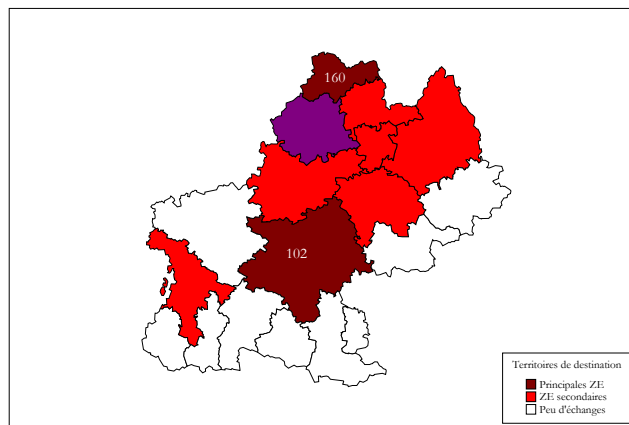 160
102
Territoires de destination
Principales ZE
ZE secondaires
Peu d'échanges